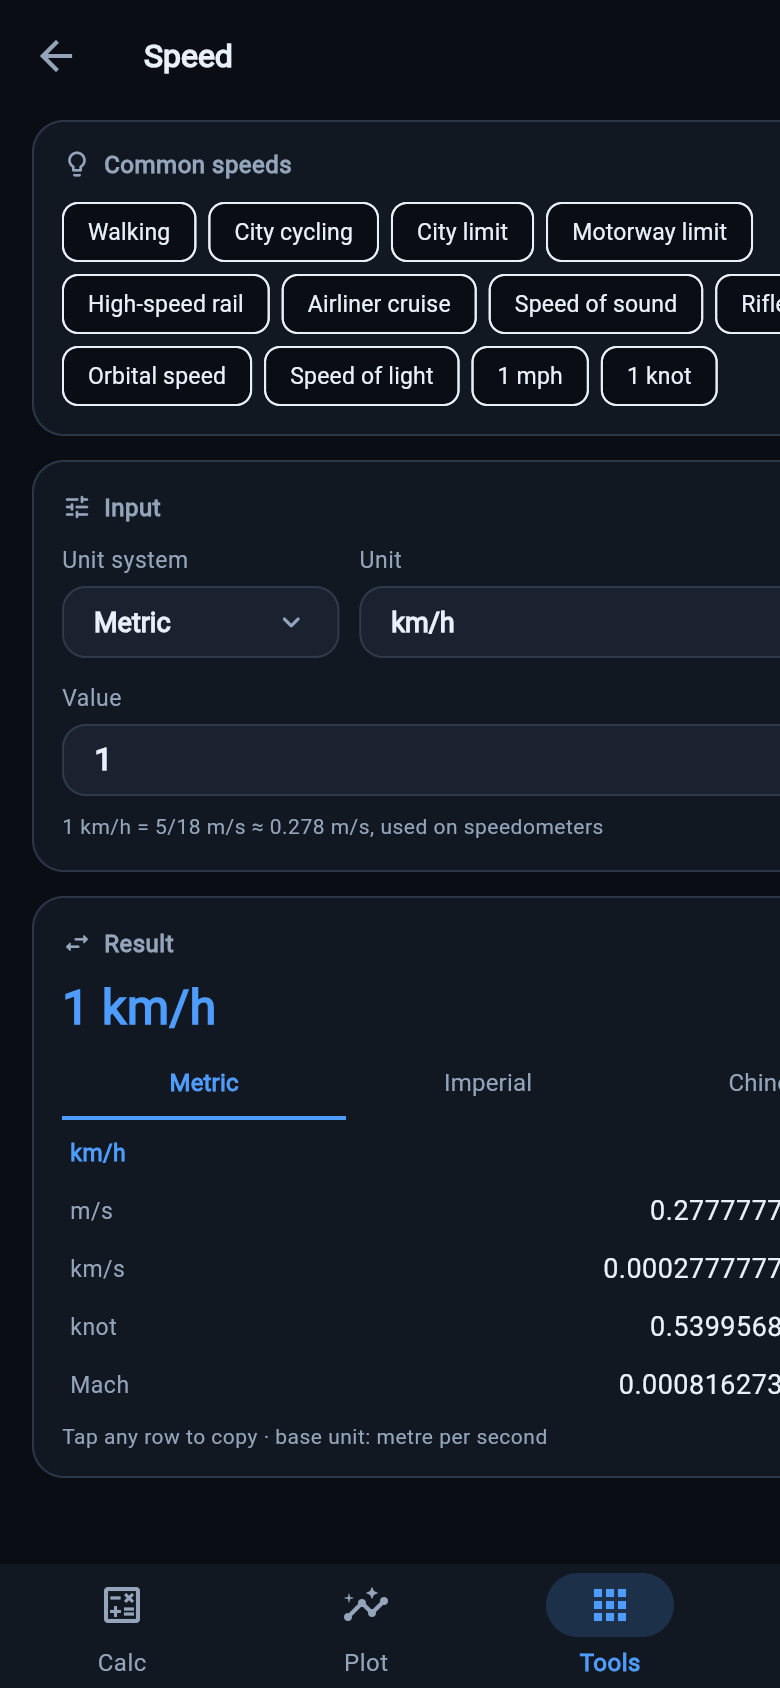 Speed
Common speeds
Walking City cycling City limit Motorway limit
High-speed rail Airliner cruise Speed of sound
Orbital speed Speed of light 1 mph 1 knot
Input
Unit system Unit
Metric km/h
Value
1
1 km/h = 5/18 m/s ≈ 0.278 m/s, used on speedometers
Result
1 km/h
Metric Imperial
km/h
m/s 0.2777777
km/s 0.0002777777
knot 0.5399568
Mach 0.000816273
Tap any row to copy · base unit: metre per second
Calc Plot Tools